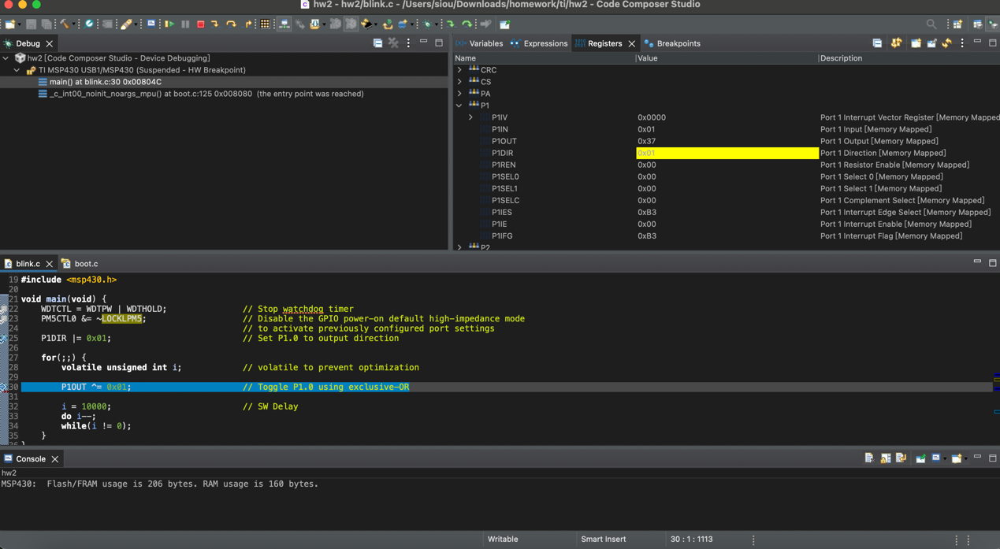 hw2 - hw2/blink.c - /Users/siou/Downloads/homework/ti/hw2 - Code Composer Studio
Debug
hw2 [Code Composer Studio - Device Debugging]
TI MSP430 USB1/MSP430 (Suspended - HW Breakpoint)
main() at blink.c:30 0x00804C
_c_int00_noinit_noargs_mpu() at boot.c:125 0x008080 (the entry point was reached)
(x)= Variables Expressions 1010 0101 Registers Breakpoints
Name Value Description
CRC
CS
PA
P1
P1IV 0x0000 Port 1 Interrupt Vector Register [Memory Mapped
P1IN 0x01 Port 1 Input [Memory Mapped]
P1OUT 0x37 Port 1 Output [Memory Mapped]
P1DIR 0x01 Port 1 Direction [Memory Mapped]
P1REN 0x00 Port 1 Resistor Enable [Memory Mapped]
P1SEL0 0x00 Port 1 Select 0 [Memory Mapped]
P1SEL1 0x00 Port 1 Select 1 [Memory Mapped]
P1SELC 0x00 Port 1 Complement Select [Memory Mapped]
P1IES 0xB3 Port 1 Interrupt Edge Select [Memory Mapped]
P1IE 0x00 Port 1 Interrupt Enable [Memory Mapped]
P1IFG 0xB3 Port 1 Interrupt Flag [Memory Mapped]
P2
blink.c boot.c
19 #include <msp430.h>
20
21 void main(void) {
22 WDTCTL = WDTPW | WDTHOLD; // Stop watchdog timer
23 PM5CTL0 &= ~LOCKLPM5; // Disable the GPIO power-on default high-impedance mode
24 // to activate previously configured port settings
25 P1DIR |= 0x01; // Set P1.0 to output direction
26
27 for(;;) {
28 volatile unsigned int i; // volatile to prevent optimization
29
30 P1OUT ^= 0x01; // Toggle P1.0 using exclusive-OR
31
32 i = 10000; // SW Delay
33 do i--;
34 while(i != 0);
35 }
36 }
Console
hw2
MSP430: Flash/FRAM usage is 206 bytes. RAM usage is 160 bytes.
Writable Smart Insert 30 : 1 : 1113